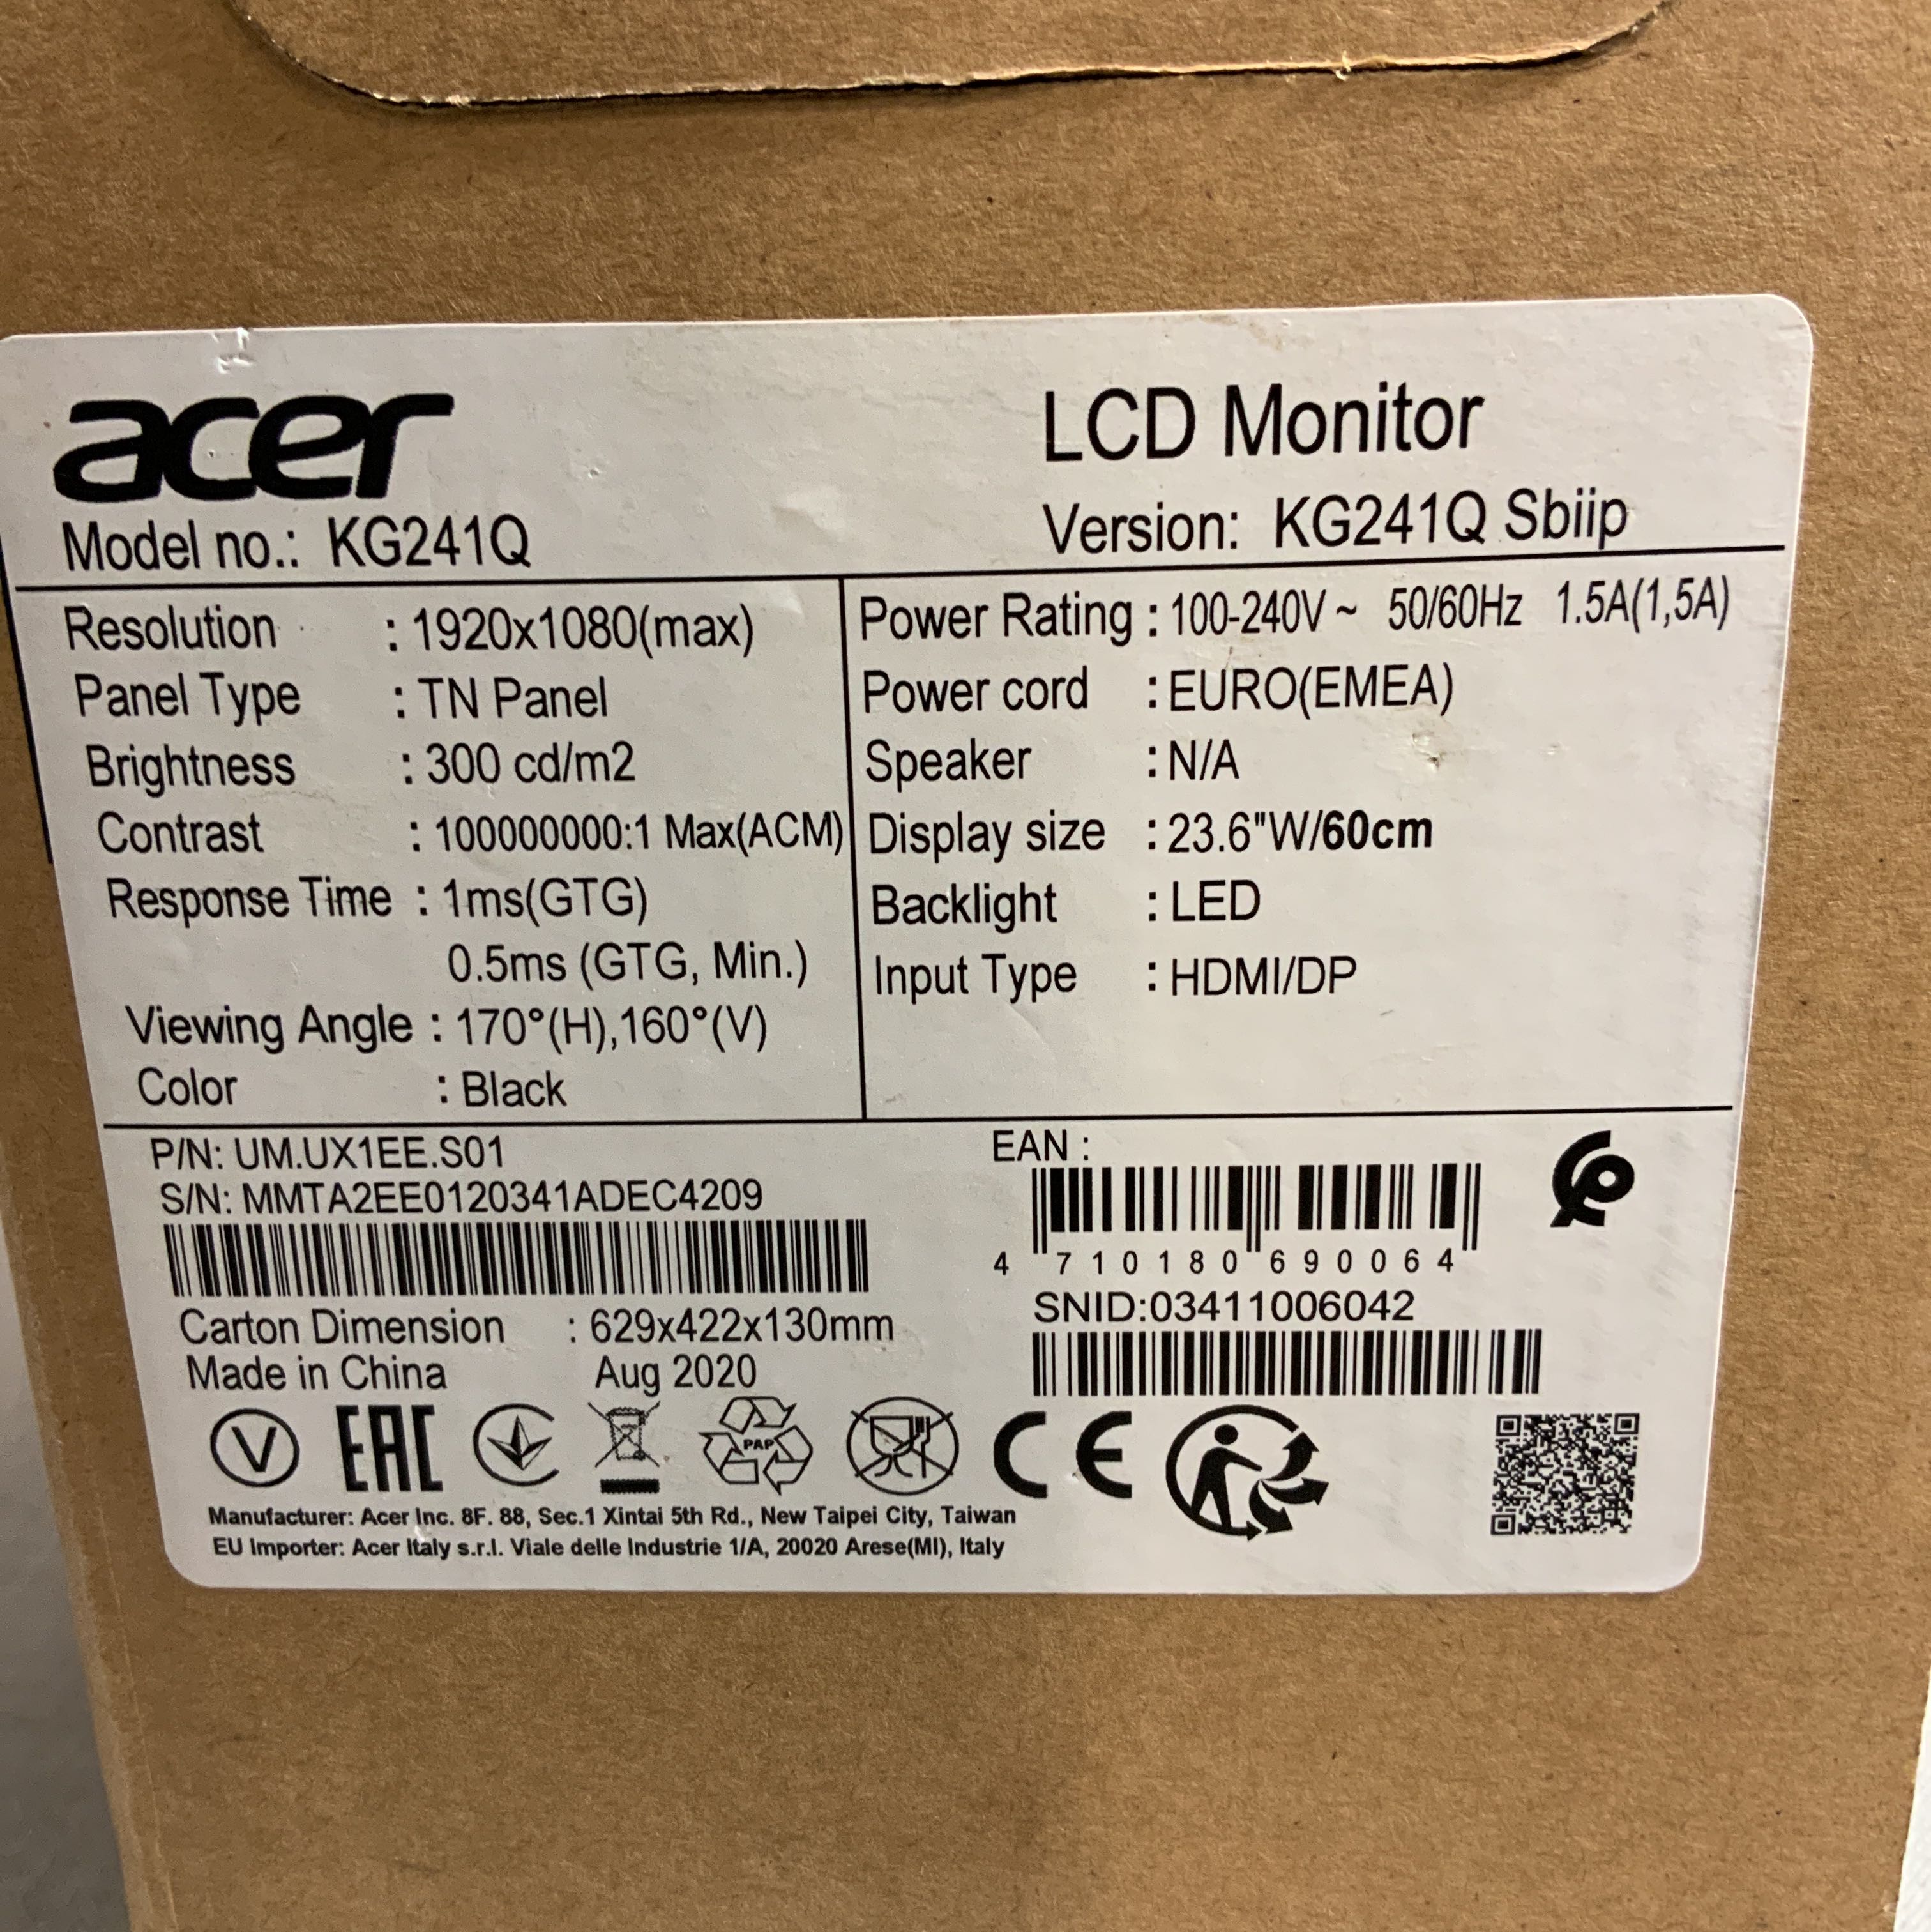 acer
LCD Monitor
Model no.: KG241Q
Version: KG241Q Sbiip
Resolution : 1920x1080(max)
Panel Type : TN Panel
Brightness : 300 cd/m2
Contrast : 100000000:1 Max(ACM)
Response Time : 1ms(GTG)
0.5ms (GTG, Min.)
Viewing Angle : 170°(H),160°(V)
Color : Black
Power Rating : 100-240V ~ 50/60Hz 1.5A(1,5A)
Power cord : EURO(EMEA)
Speaker : N/A
Display size : 23.6"W/60cm
Backlight : LED
Input Type : HDMI/DP
P/N: UM.UX1EE.S01
S/N: MMTA2EE0120341ADEC4209
Carton Dimension : 629x422x130mm
Made in China Aug 2020
EAN :
4 710180 690064
SNID:03411006042
V EAC PAP CE
Manufacturer: Acer Inc. 8F. 88, Sec.1 Xintai 5th Rd., New Taipei City, Taiwan
EU Importer: Acer Italy s.r.l. Viale delle Industrie 1/A, 20020 Arese(MI), Italy